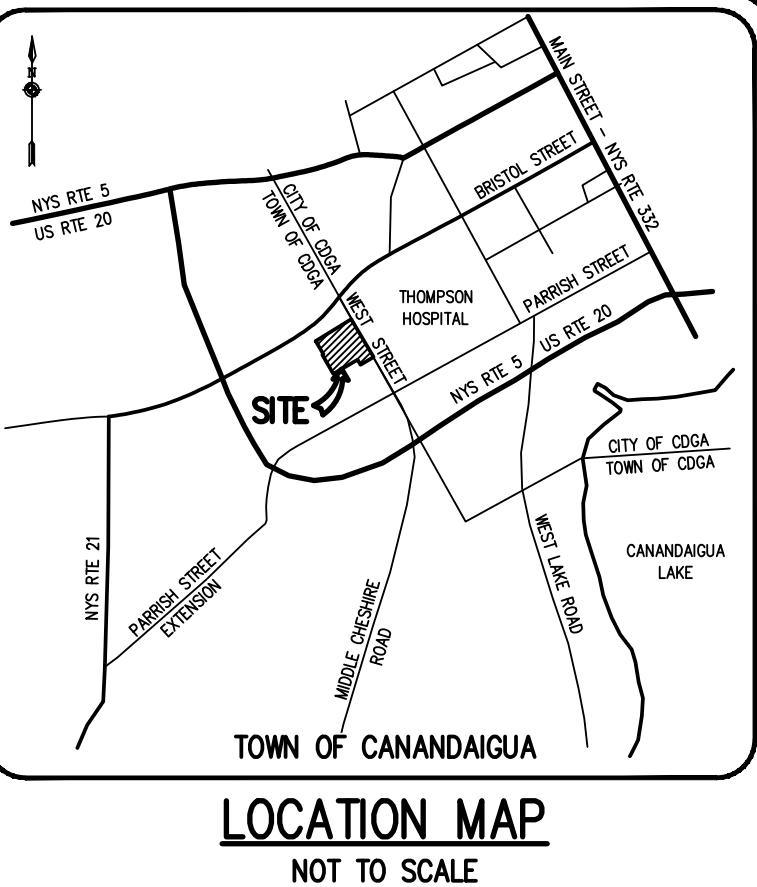 N
MAIN STREET - NYS RTE 332
BRISTOL STREET
NYS RTE 5
US RTE 20
CITY OF CDGA
TOWN OF CDGA
WEST STREET
THOMPSON
HOSPITAL
PARRISH STREET
NYS RTE 5 US RTE 20
SITE
CITY OF CDGA
TOWN OF CDGA
NYS RTE 21
PARRISH STREET
EXTENSION
MIDDLE CHESHIRE
ROAD
WEST LAKE ROAD
CANANDAIGUA
LAKE
TOWN OF CANANDAIGUA
LOCATION MAP
NOT TO SCALE